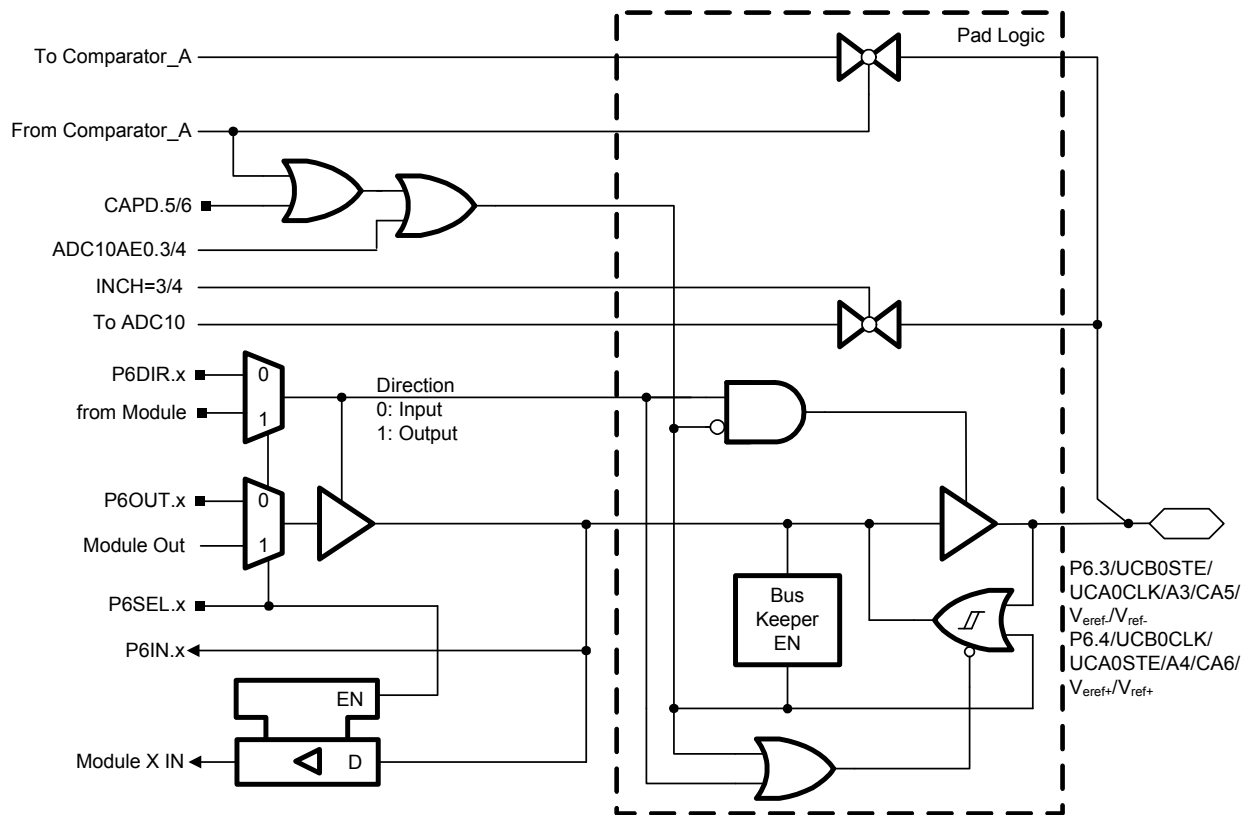 Pad Logic
To Comparator_A
From Comparator_A
CAPD.5/6
ADC10AE0.3/4
INCH=3/4
To ADC10
P6DIR.x
0
Direction
0: Input
from Module
1
1: Output
P6OUT.x
0
Module Out
1
P6SEL.x
Bus
Keeper
EN
P6.3/UCB0STE/
UCA0CLK/A3/CA5/
Veref-/Vref-
P6.4/UCB0CLK/
UCA0STE/A4/CA6/
Veref+/Vref+
P6IN.x
EN
Module X IN
D